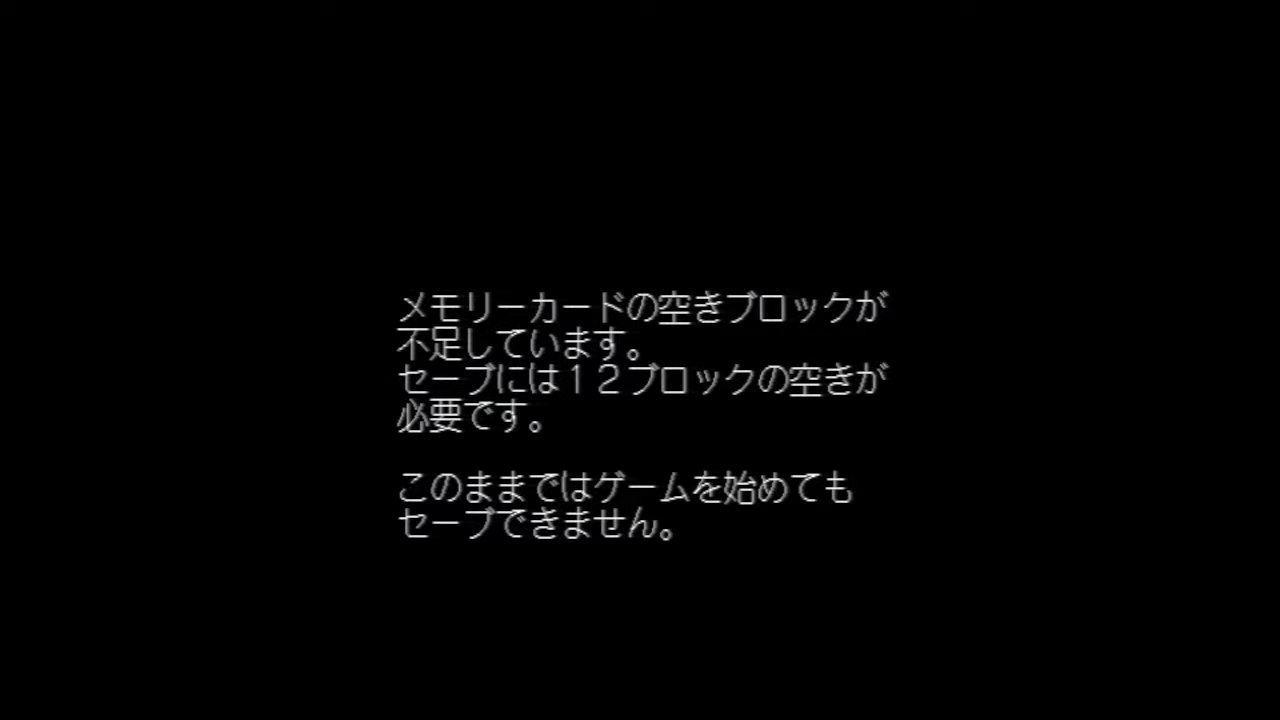 メモリーカードの空きブロックが
不足しています。
セーブには１２ブロックの空きが
必要です。
このままではゲームを始めても
セーブできません。